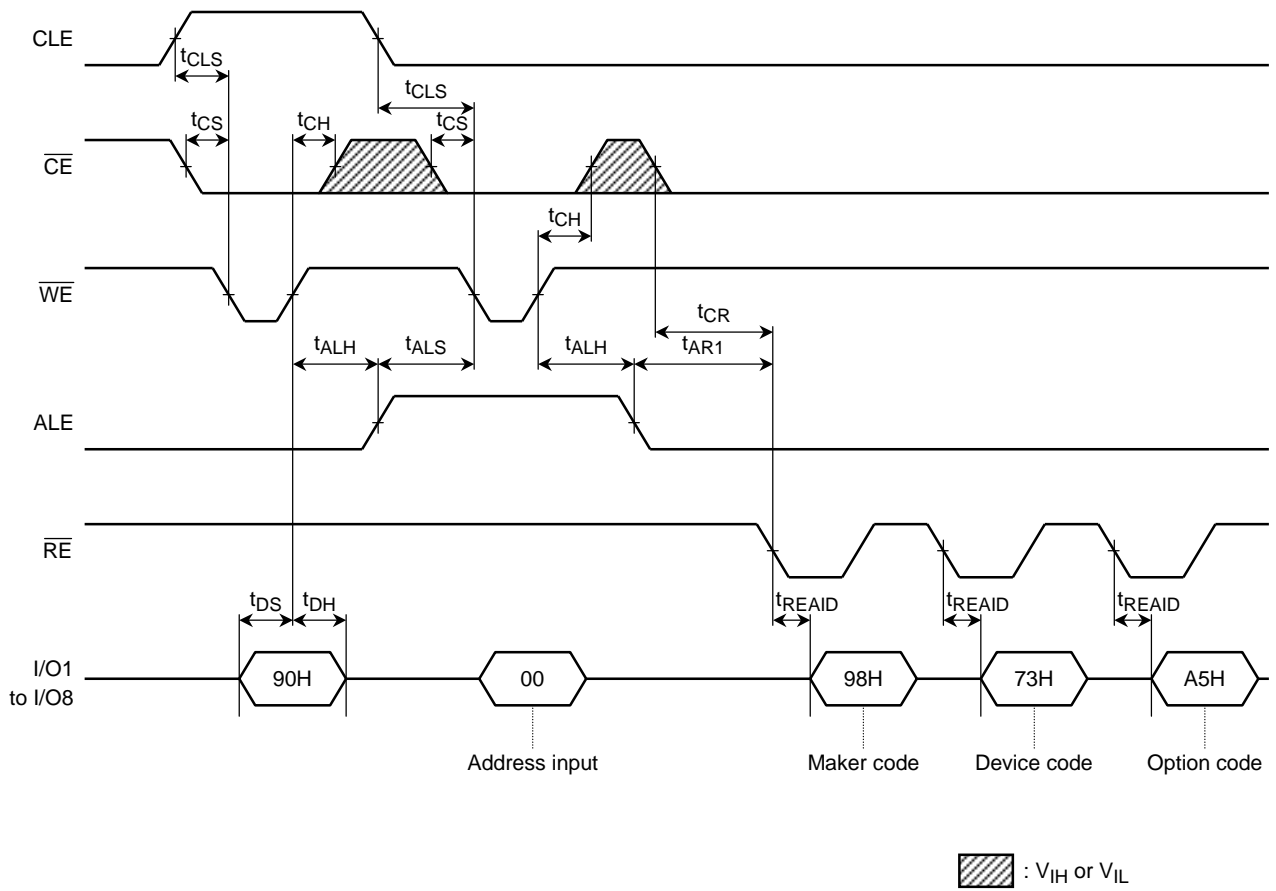 CLE
tCLS
tCLS
tCS
tCH
tCS
CE
tCH
WE
tCR
tALH
tALS
tALH
tAR1
ALE
RE
tDS
tDH
tREAID
tREAID
tREAID
I/O1
to I/O8
90H
00
98H
73H
A5H
Address input
Maker code
Device code
Option code
: VIH or VIL